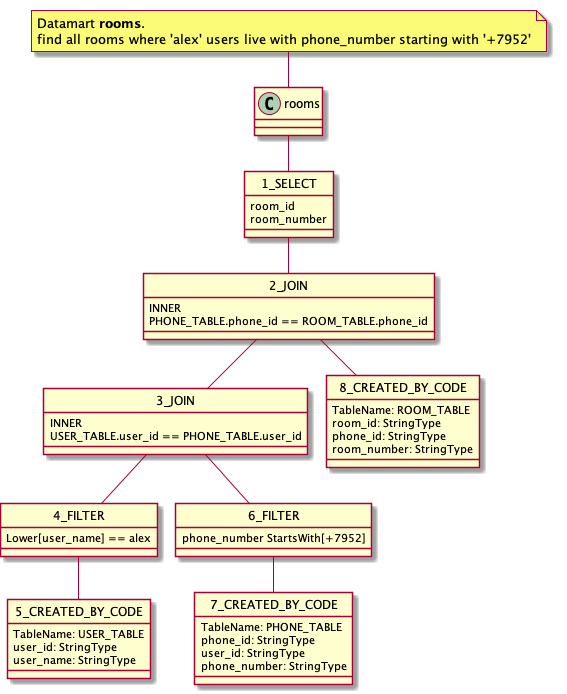 Datamart rooms.
find all rooms where 'alex' users live with phone_number starting with '+7952'
C rooms
1_SELECT
room_id
room_number
2_JOIN
INNER
PHONE_TABLE.phone_id == ROOM_TABLE.phone_id
3_JOIN
INNER
USER_TABLE.user_id == PHONE_TABLE.user_id
8_CREATED_BY_CODE
TableName: ROOM_TABLE
room_id: StringType
phone_id: StringType
room_number: StringType
4_FILTER
Lower[user_name] == alex
6_FILTER
phone_number StartsWith[+7952]
5_CREATED_BY_CODE
TableName: USER_TABLE
user_id: StringType
user_name: StringType
7_CREATED_BY_CODE
TableName: PHONE_TABLE
phone_id: StringType
user_id: StringType
phone_number: StringType